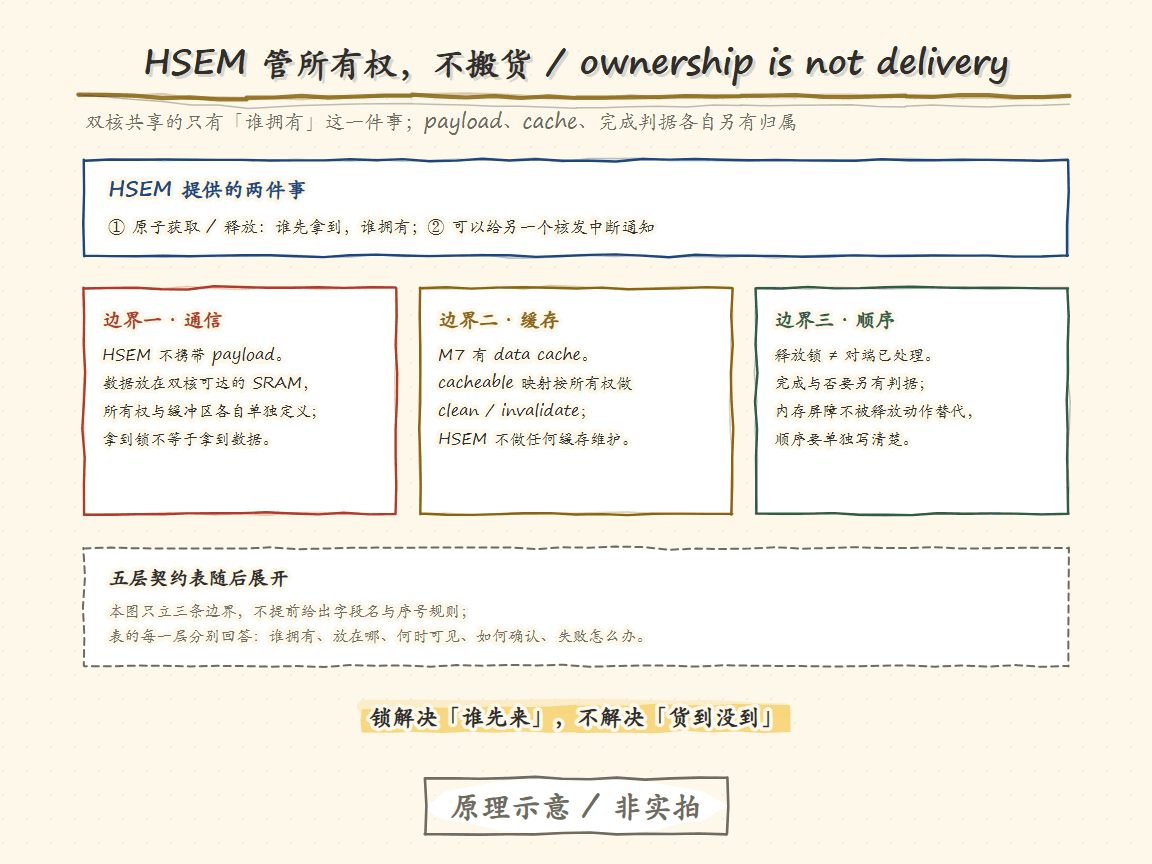 HSEM 管所有权，不搬货 / ownership is not delivery
双核共享的只有「谁拥有」这一件事；payload、cache、完成判据各自另有归属
HSEM 提供的两件事
① 原子获取 / 释放：谁先拿到，谁拥有；② 可以给另一个核发中断通知
边界一 · 通信
HSEM 不携带 payload。
数据放在双核可达的 SRAM，
所有权与缓冲区各自单独定义；
拿到锁不等于拿到数据。
边界二 · 缓存
M7 有 data cache。
cacheable 映射按所有权做
clean / invalidate；
HSEM 不做任何缓存维护。
边界三 · 顺序
释放锁 ≠ 对端已处理。
完成与否要另有判据；
内存屏障不被释放动作替代，
顺序要单独写清楚。
五层契约表随后展开
本图只立三条边界，不提前给出字段名与序号规则；
表的每一层分别回答：谁拥有、放在哪、何时可见、如何确认、失败怎么办。
锁解决「谁先来」，不解决「货到没到」
原理示意 / 非实拍